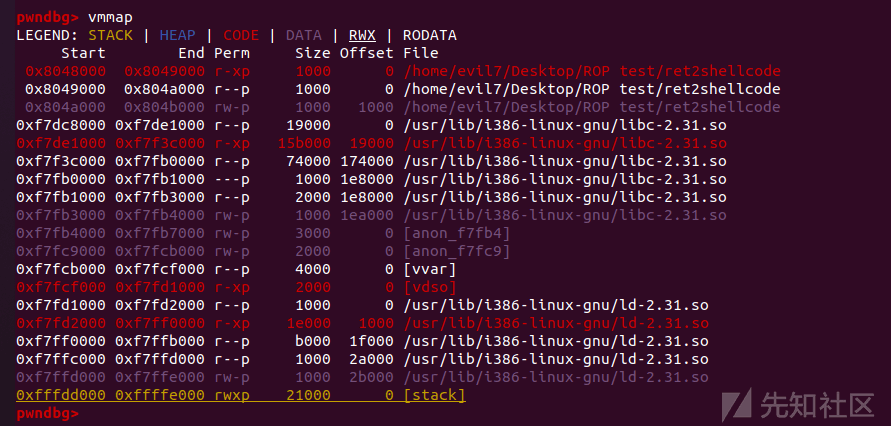 pwndbg> vmmap
LEGEND: STACK | HEAP | CODE | DATA | RWX | RODATA
Start End Perm Size Offset File
0x8048000 0x8049000 r-xp 1000 0 /home/evil7/Desktop/ROP test/ret2shellcode
0x8049000 0x804a000 r--p 1000 0 /home/evil7/Desktop/ROP test/ret2shellcode
0x804a000 0x804b000 rw-p 1000 1000 /home/evil7/Desktop/ROP test/ret2shellcode
0xf7dc8000 0xf7de1000 r--p 19000 0 /usr/lib/i386-linux-gnu/libc-2.31.so
0xf7de1000 0xf7f3c000 r-xp 15b000 19000 /usr/lib/i386-linux-gnu/libc-2.31.so
0xf7f3c000 0xf7fb0000 r--p 74000 174000 /usr/lib/i386-linux-gnu/libc-2.31.so
0xf7fb0000 0xf7fb1000 ---p 1000 1e8000 /usr/lib/i386-linux-gnu/libc-2.31.so
0xf7fb1000 0xf7fb3000 r--p 2000 1e8000 /usr/lib/i386-linux-gnu/libc-2.31.so
0xf7fb3000 0xf7fb4000 rw-p 1000 1ea000 /usr/lib/i386-linux-gnu/libc-2.31.so
0xf7fb4000 0xf7fb7000 rw-p 3000 0 [anon_f7fb4]
0xf7fc9000 0xf7fcb000 rw-p 2000 0 [anon_f7fc9]
0xf7fcb000 0xf7fcf000 r--p 4000 0 [vvar]
0xf7fcf000 0xf7fd1000 r-xp 2000 0 [vdso]
0xf7fd1000 0xf7fd2000 r--p 1000 0 /usr/lib/i386-linux-gnu/ld-2.31.so
0xf7fd2000 0xf7ff0000 r-xp 1e000 1000 /usr/lib/i386-linux-gnu/ld-2.31.so
0xf7ff0000 0xf7ffb000 r--p b000 1f000 /usr/lib/i386-linux-gnu/ld-2.31.so
0xf7ffc000 0xf7ffd000 r--p 1000 2a000 /usr/lib/i386-linux-gnu/ld-2.31.so
0xf7ffd000 0xf7ffe000 rw-p 1000 2b000 /usr/lib/i386-linux-gnu/ld-2.31.so
0xfffdd000 0xffffe000 rwxp 21000 0 [stack]
pwndbg>
先知社区